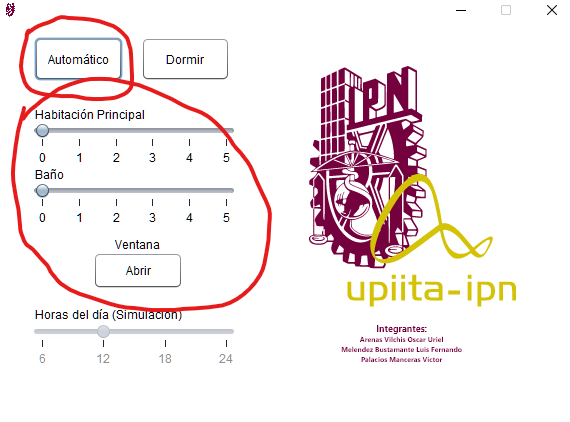 Automático Dormir
Habitación Principal
0 1 2 3 4 5
Baño
0 1 2 3 4 5
Ventana
Abrir
Horas del día (Simulación)
6 12 18 24
IPN
upiita-ipn
Integrantes:
Arenas Vilchis Oscar Uriel
Melendez Bustamante Luis Fernando
Palacios Manceras Victor